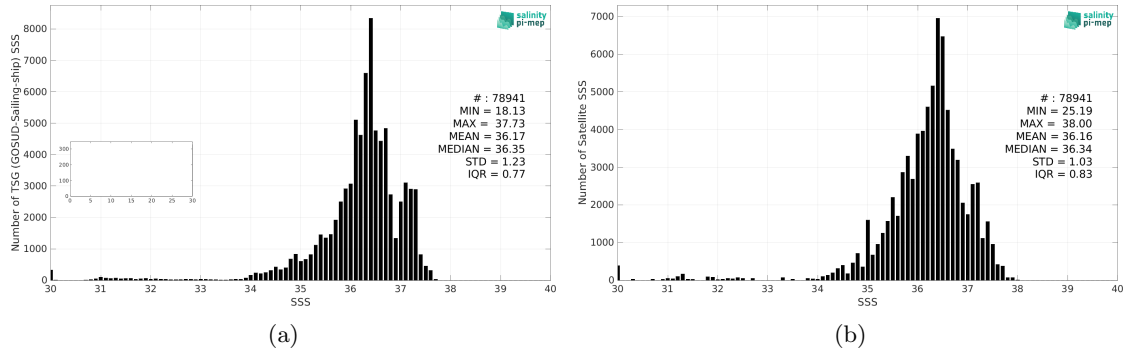 8000
7000
6000
5000
4000
3000
2000
1000
0
Number of TSG (GOSUD-Sailing-ship) SSS
salinity
pi-mep
# : 78941
MIN = 18.13
MAX = 37.73
MEAN = 36.17
MEDIAN = 36.35
STD = 1.23
IQR = 0.77
300
200
100
0
0 5 10 15 20 25 30
30 31 32 33 34 35 36 37 38 39 40
SSS
(a)
7000
6000
5000
4000
3000
2000
1000
0
Number of Satellite SSS
salinity
pi-mep
# : 78941
MIN = 25.19
MAX = 38.00
MEAN = 36.16
MEDIAN = 36.34
STD = 1.03
IQR = 0.83
30 31 32 33 34 35 36 37 38 39 40
SSS
(b)